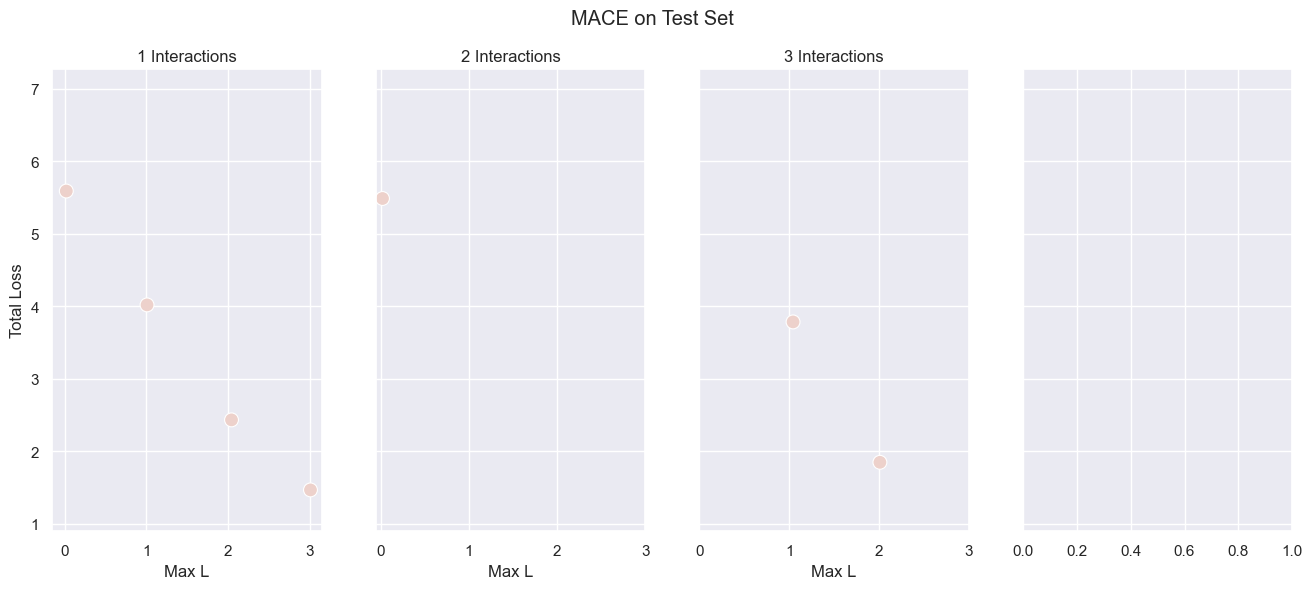 MACE on Test Set
1 Interactions
2 Interactions
3 Interactions
Total Loss
7
6
5
4
3
2
1
0 1 2 3
0 1 2 3
0 1 2 3
0.0 0.2 0.4 0.6 0.8 1.0
Max L
Max L
Max L